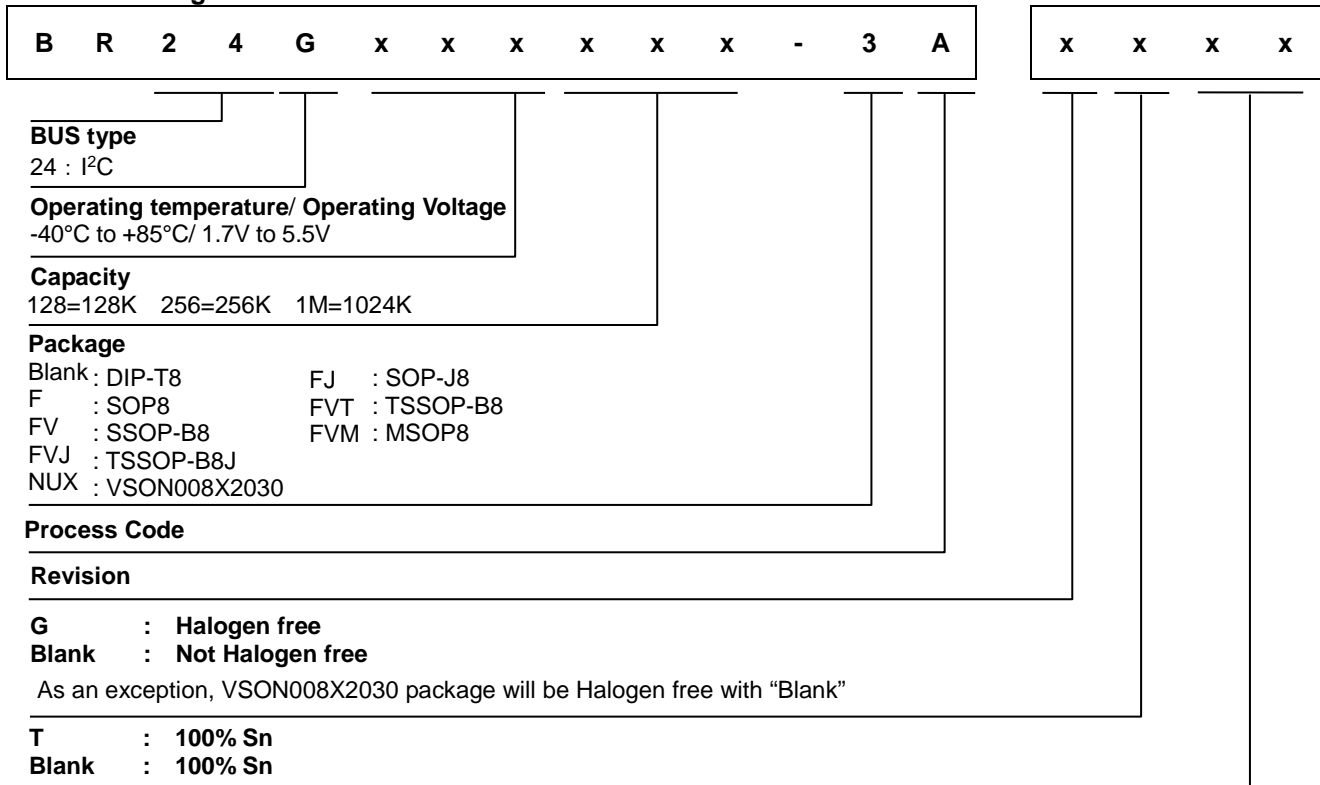 B R 2 4 G x x x x x x - 3 A x x x x
BUS type
24 : I²C
Operating temperature/ Operating Voltage
-40°C to +85°C/ 1.7V to 5.5V
Capacity
128=128K 256=256K 1M=1024K
Package
Blank : DIP-T8 FJ : SOP-J8
F : SOP8 FVT : TSSOP-B8
FV : SSOP-B8 FVM : MSOP8
FVJ : TSSOP-B8J
NUX : VSON008X2030
Process Code
Revision
G : Halogen free
Blank : Not Halogen free
As an exception, VSON008X2030 package will be Halogen free with “Blank”
T : 100% Sn
Blank : 100% Sn